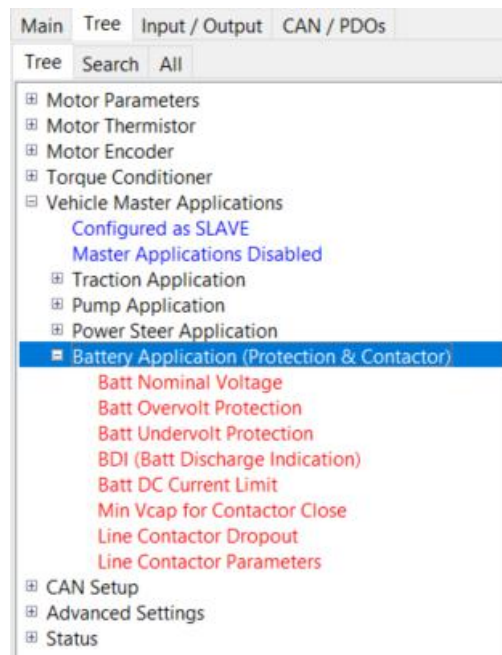 Main Tree Input / Output CAN / PDOs
Tree Search All
Motor Parameters
Motor Thermistor
Motor Encoder
Torque Conditioner
Vehicle Master Applications
Configured as SLAVE
Master Applications Disabled
Traction Application
Pump Application
Power Steer Application
Battery Application (Protection & Contactor)
Batt Nominal Voltage
Batt Overvolt Protection
Batt Undervolt Protection
BDI (Batt Discharge Indication)
Batt DC Current Limit
Min Vcap for Contactor Close
Line Contactor Dropout
Line Contactor Parameters
CAN Setup
Advanced Settings
Status